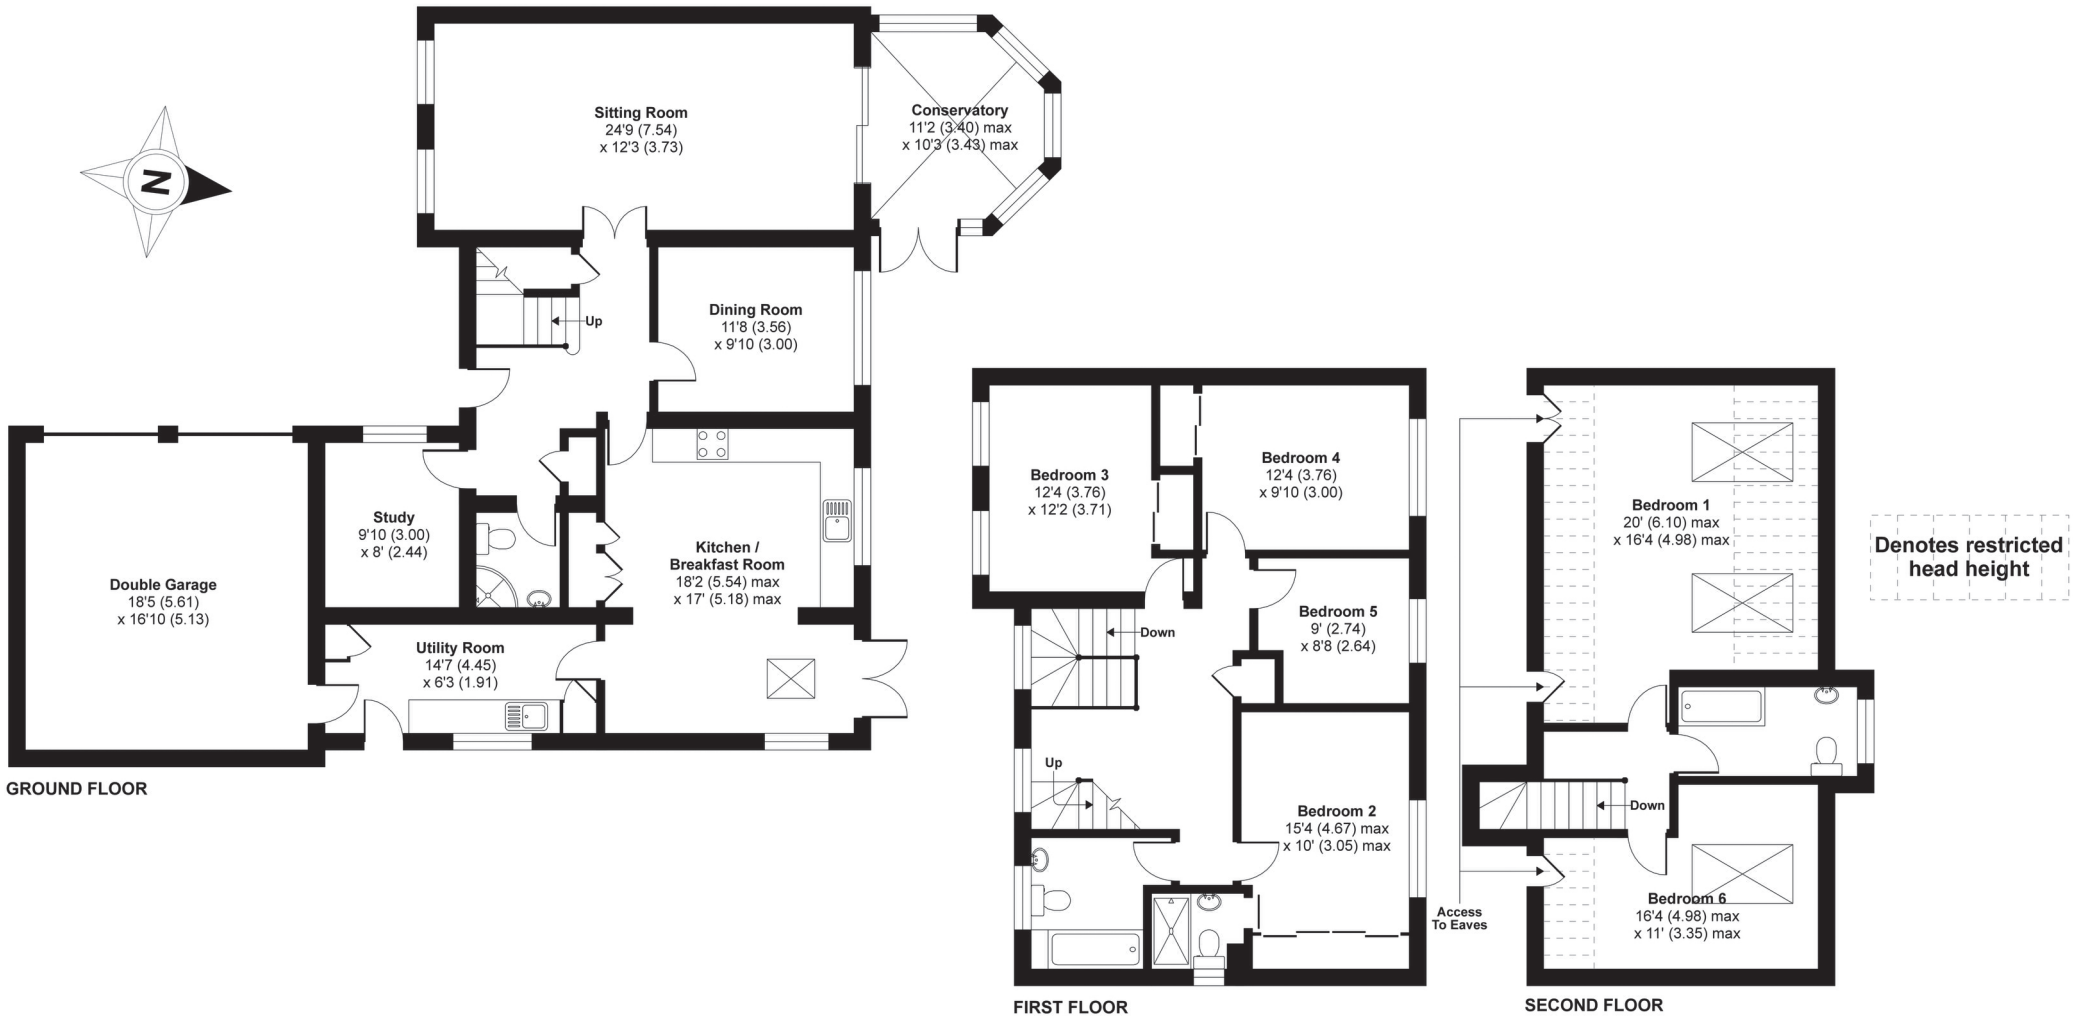 Sitting Room
24'9 (7.54)
x 12'3 (3.73)
Conservatory
11'2 (3.40) max
x 10'3 (3.43) max
N
Up
Dining Room
11'8 (3.56)
x 9'10 (3.00)
Study
9'10 (3.00)
x 8' (2.44)
Kitchen /
Breakfast Room
18'2 (5.54) max
x 17' (5.18) max
Double Garage
18'5 (5.61)
x 16'10 (5.13)
Utility Room
14'7 (4.45)
x 6'3 (1.91)
GROUND FLOOR
Bedroom 3
12'4 (3.76)
x 12'2 (3.71)
Bedroom 4
12'4 (3.76)
x 9'10 (3.00)
Down
Bedroom 5
9' (2.74)
x 8'8 (2.64)
Up
Bedroom 2
15'4 (4.67) max
x 10' (3.05) max
FIRST FLOOR
Bedroom 1
20' (6.10) max
x 16'4 (4.98) max
Down
Bedroom 6
16'4 (4.98) max
x 11' (3.35) max
Access
To Eaves
SECOND FLOOR
Denotes restricted
head height